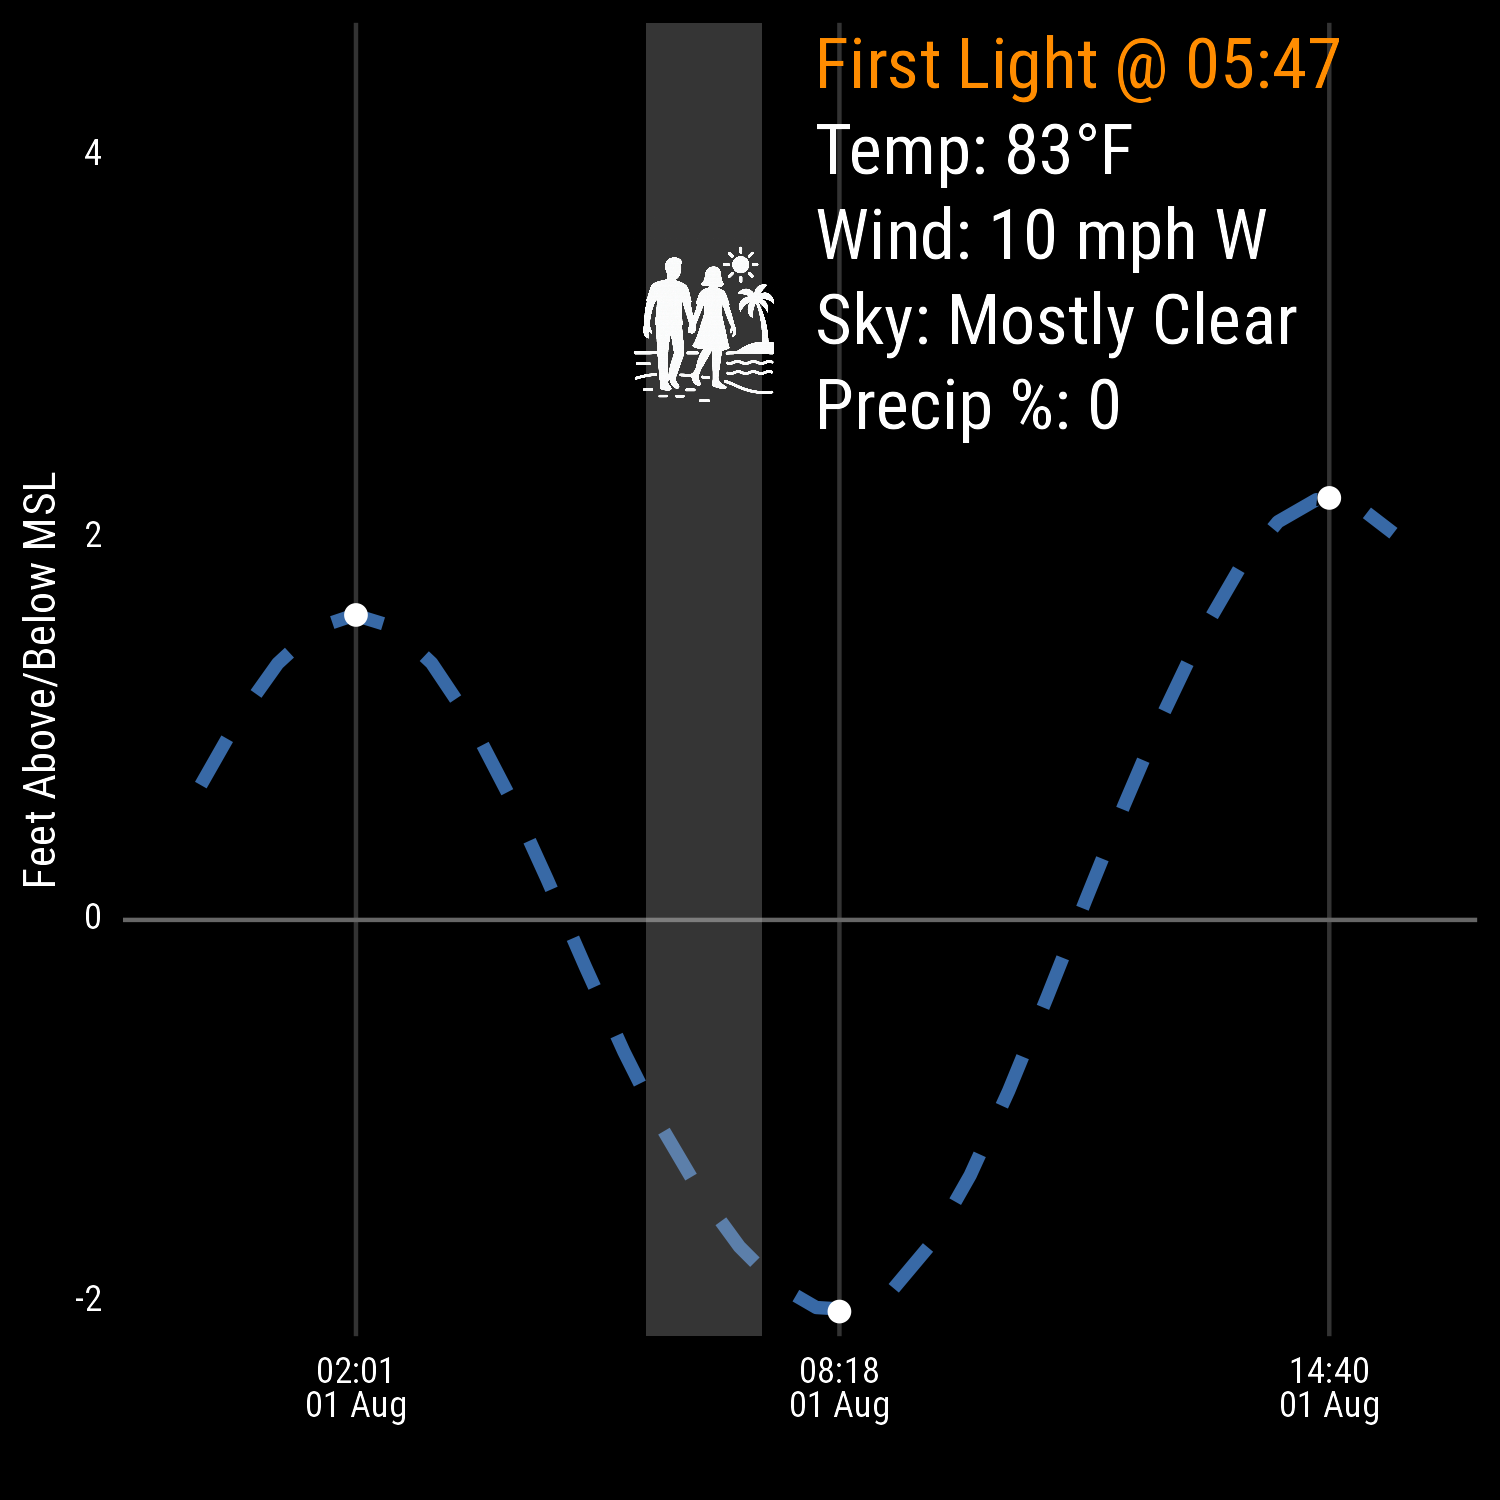 First Light @ 05:47
Temp: 83°F
Wind: 10 mph W
Sky: Mostly Clear
Precip %: 0
Feet Above/Below MSL
4
2
0
-2
02:01
01 Aug
08:18
01 Aug
14:40
01 Aug